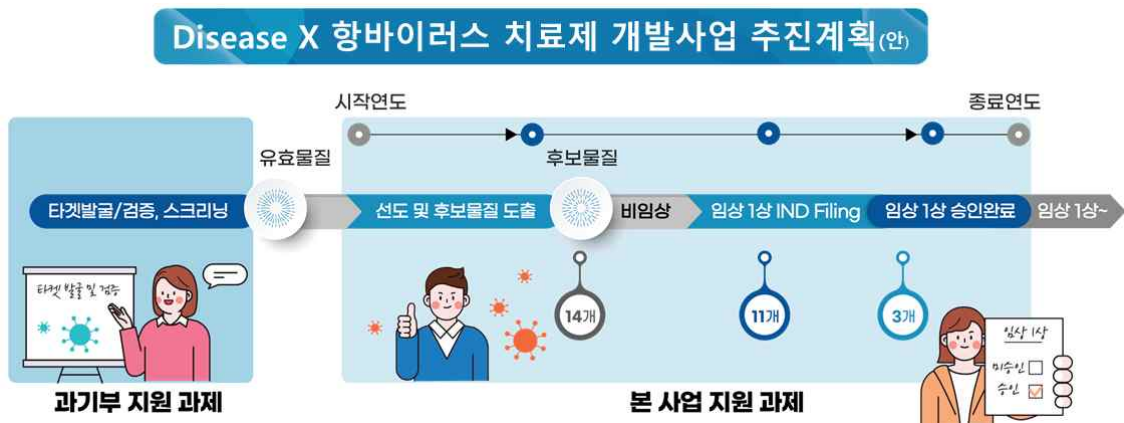 Disease X 항바이러스 치료제 개발사업 추진계획(안)
시작연도
종료연도
유효물질
후보물질
타겟발굴/검증, 스크리닝
선도 및 후보물질 도출
비임상
임상 1상 IND Filing
임상 1상 승인완료
임상 1상~
타켓 발굴 및 검증
14개
11개
3개
임상 1상
미승인
승인
과기부 지원 과제
본 사업 지원 과제